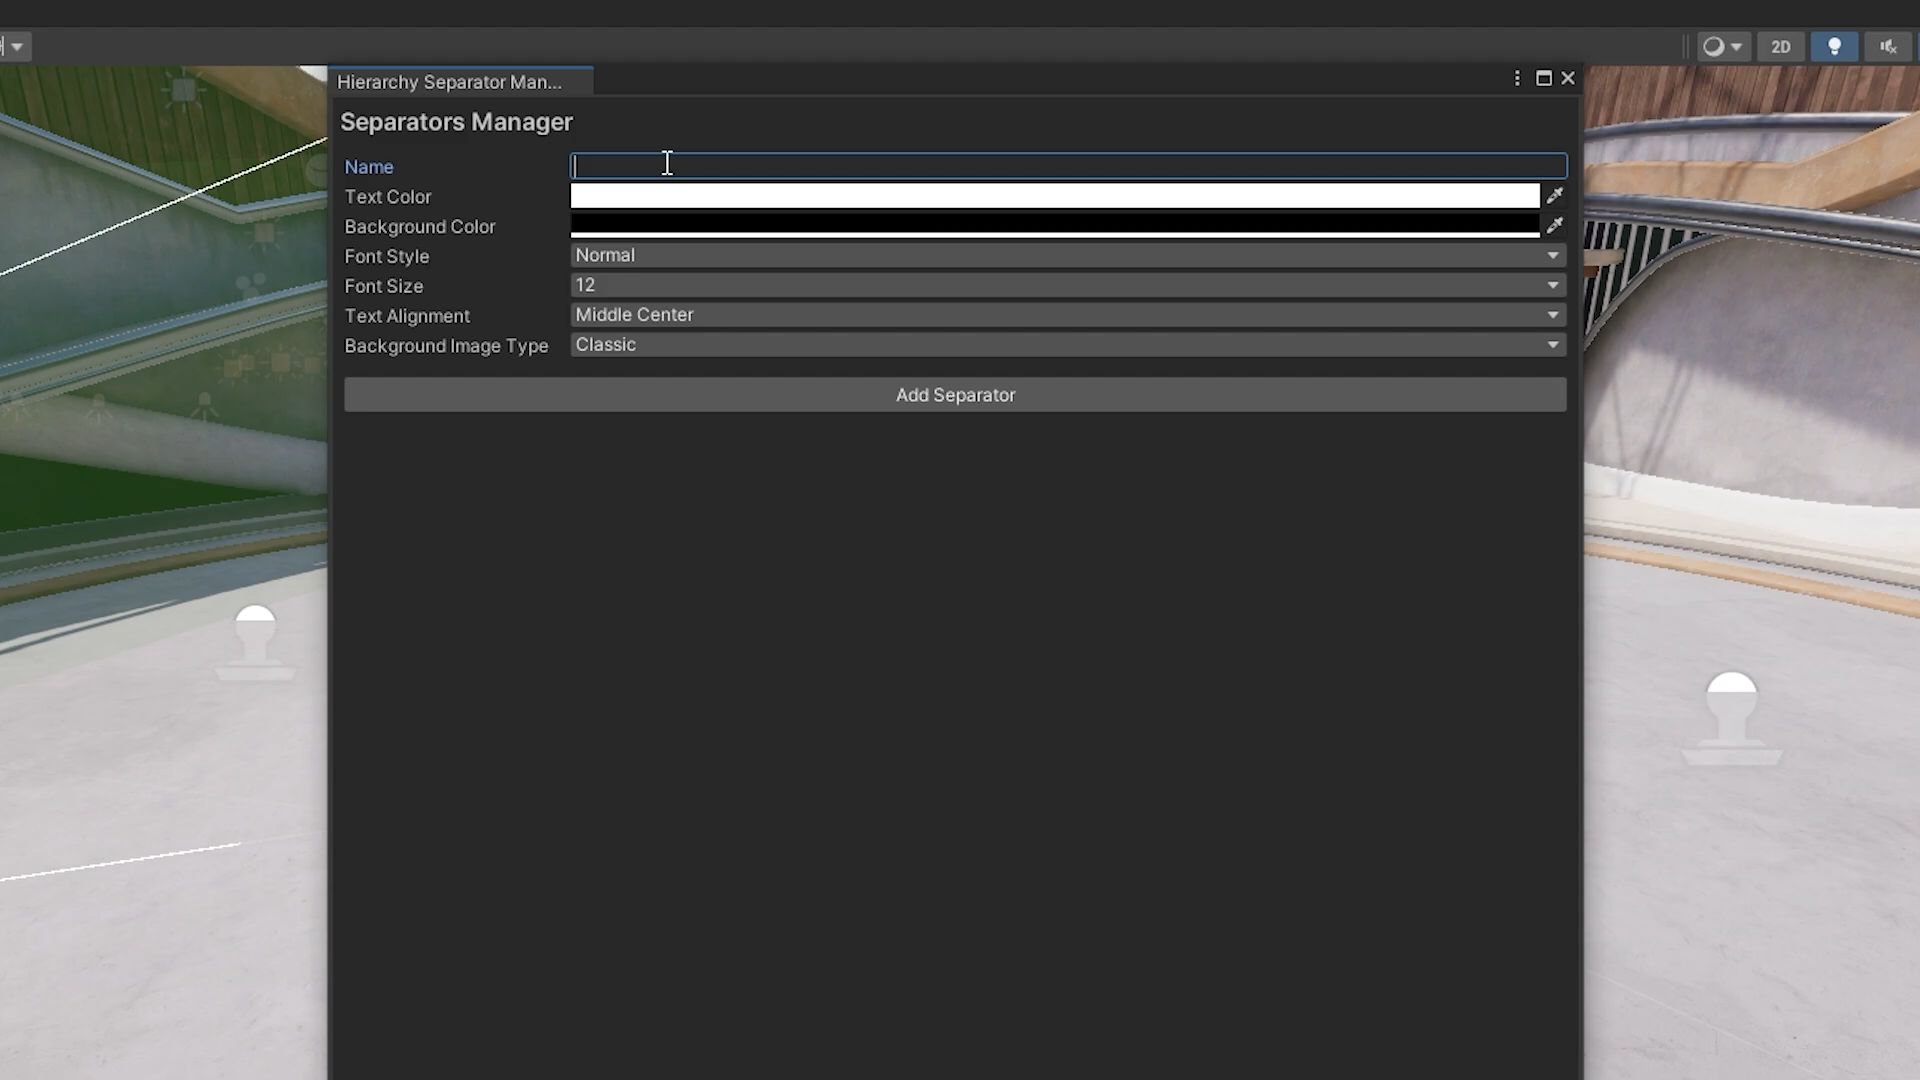 2D
Hierarchy Separator Man...
Separators Manager
Name
Text Color
Background Color
Font Style Normal
Font Size 12
Text Alignment Middle Center
Background Image Type Classic
Add Separator